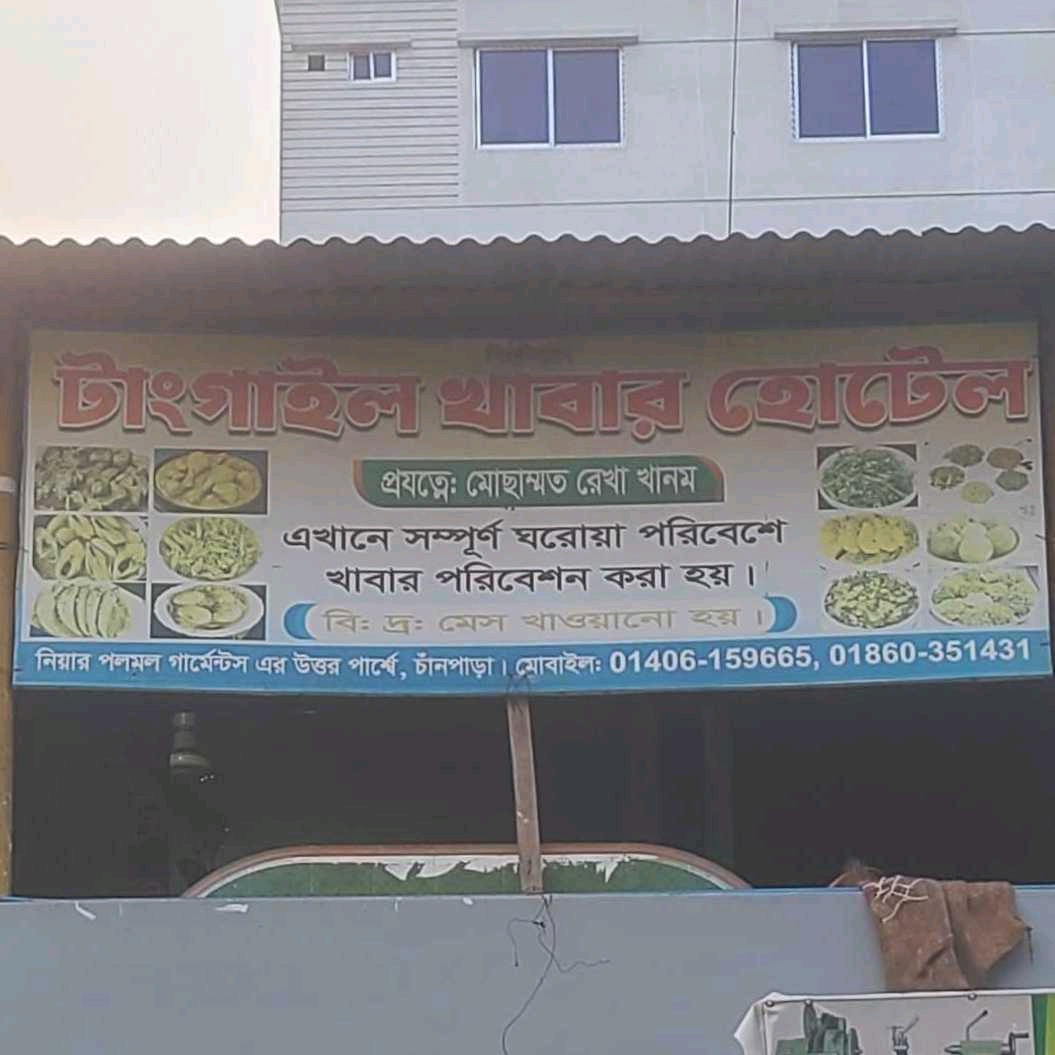 টাংগাইল খাবার হোটেল
প্রযত্নে: মোছাম্মত রেখা খানম
এখানে সম্পূর্ণ ঘরোয়া পরিবেশে
খাবার পরিবেশন করা হয়।
বি: দ্র: মেস খাওয়ানো হয়।
নিয়ার পলমল গার্মেন্টস এর উত্তর পার্শ্বে, চাঁনপাড়া। মোবাইল: 01406-159665, 01860-351431